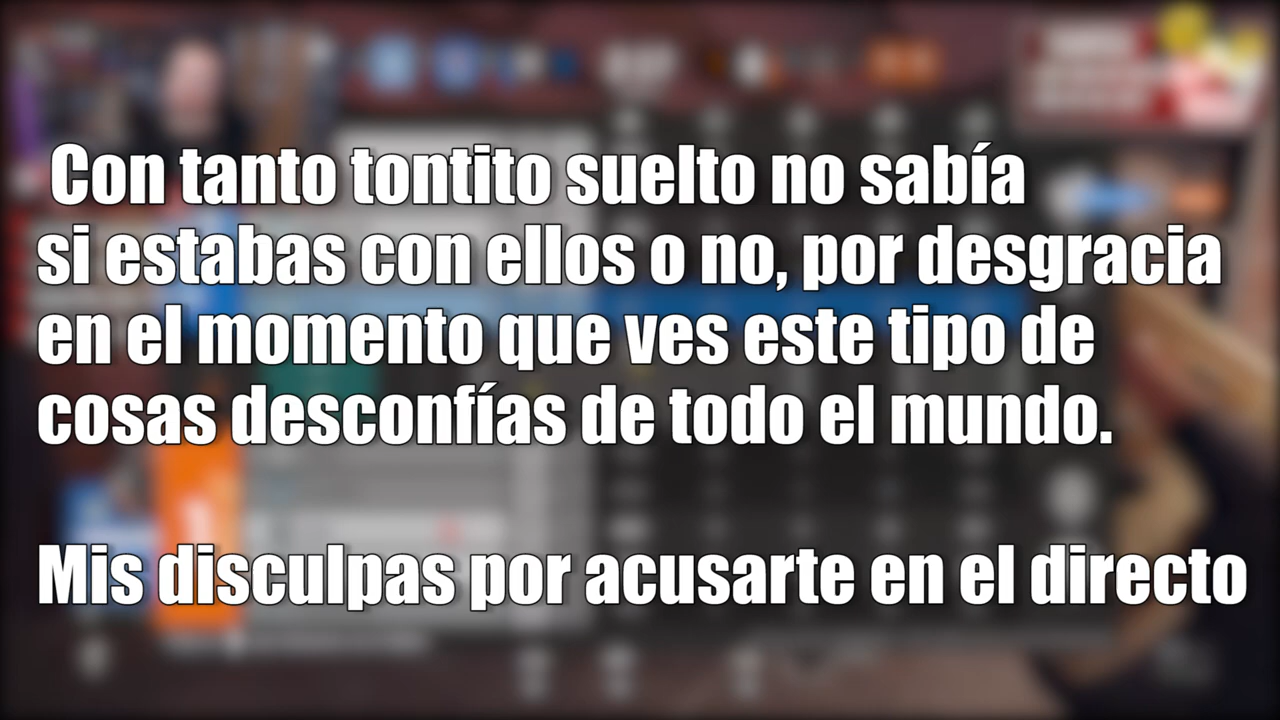 Con tanto tontito suelto no sabía
si estabas con ellos o no, por desgracia
en el momento que ves este tipo de
cosas desconfías de todo el mundo.
Mis disculpas por acusarte en el directo